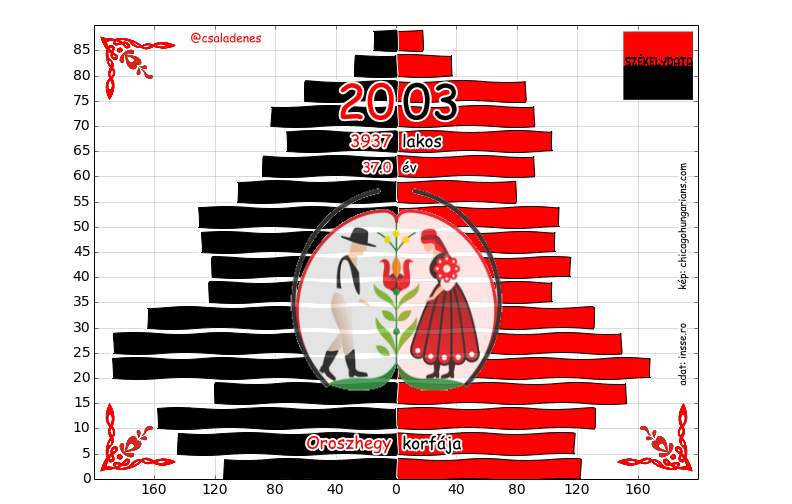 @csaladenes
SZÉKELYDATA
2003
3937 lakos
37.0 év
kép: chicagohungarians.com
adat: insse.ro
Oroszhegy korfája
85
80
75
70
65
60
55
50
45
40
35
30
25
20
15
10
5
0
160 120 80 40 0 40 80 120 160